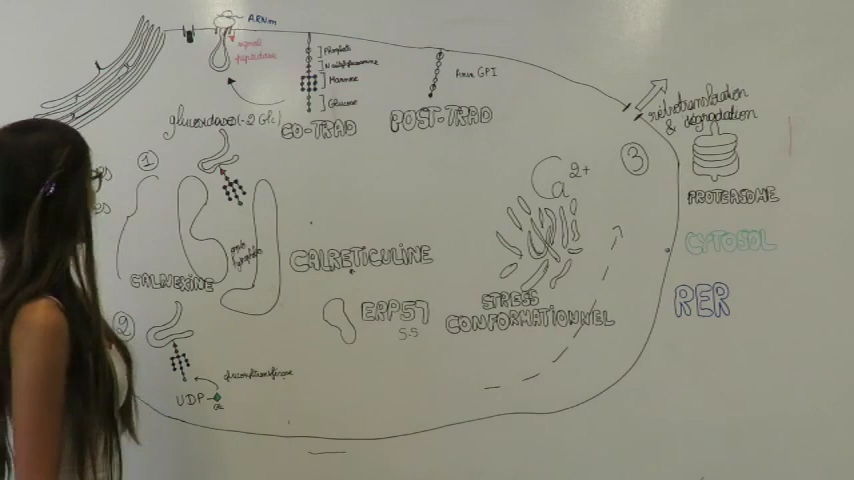 ARNm
signal
peptidase
Phosphate
N acétylglucosamine
Mannose
Glucose
CO-TRAD
Ancre GPI
POST-TRAD
glucosidase (-2 Glc)
rétrotranslocation
& dégradation
PROTEASOME
CYTOSOL
RER
1
CALNEXINE
CALRETICULINE
ERP57
S.S
Ca2+
STRESS
CONFORMATIONNEL
3
2
UDP
Glc